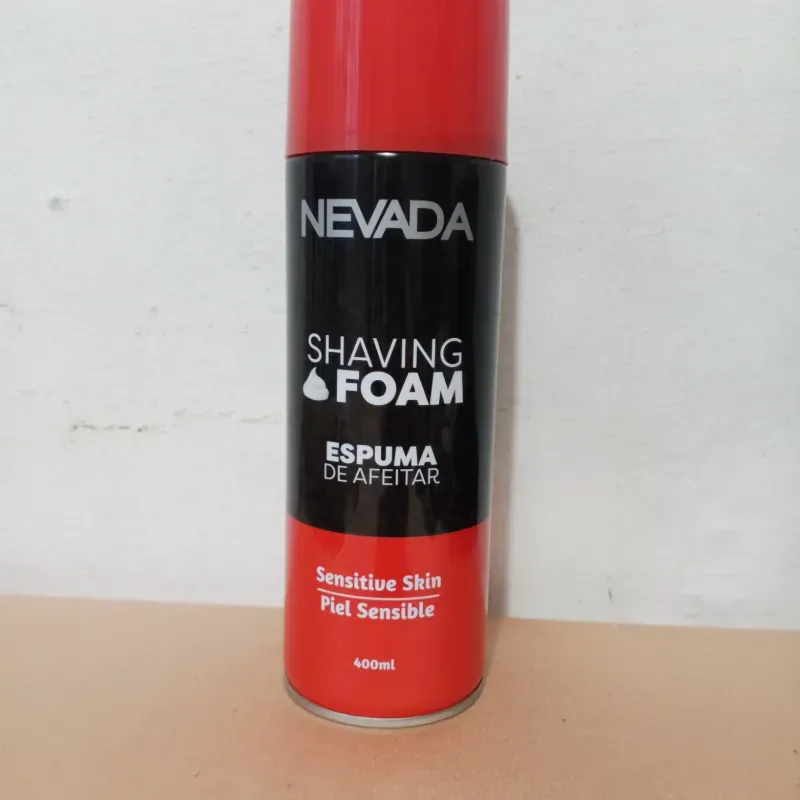 NEVADA
SHAVING
FOAM
ESPUMA
DE AFEITAR
Sensitive Skin
Piel Sensible
400ml